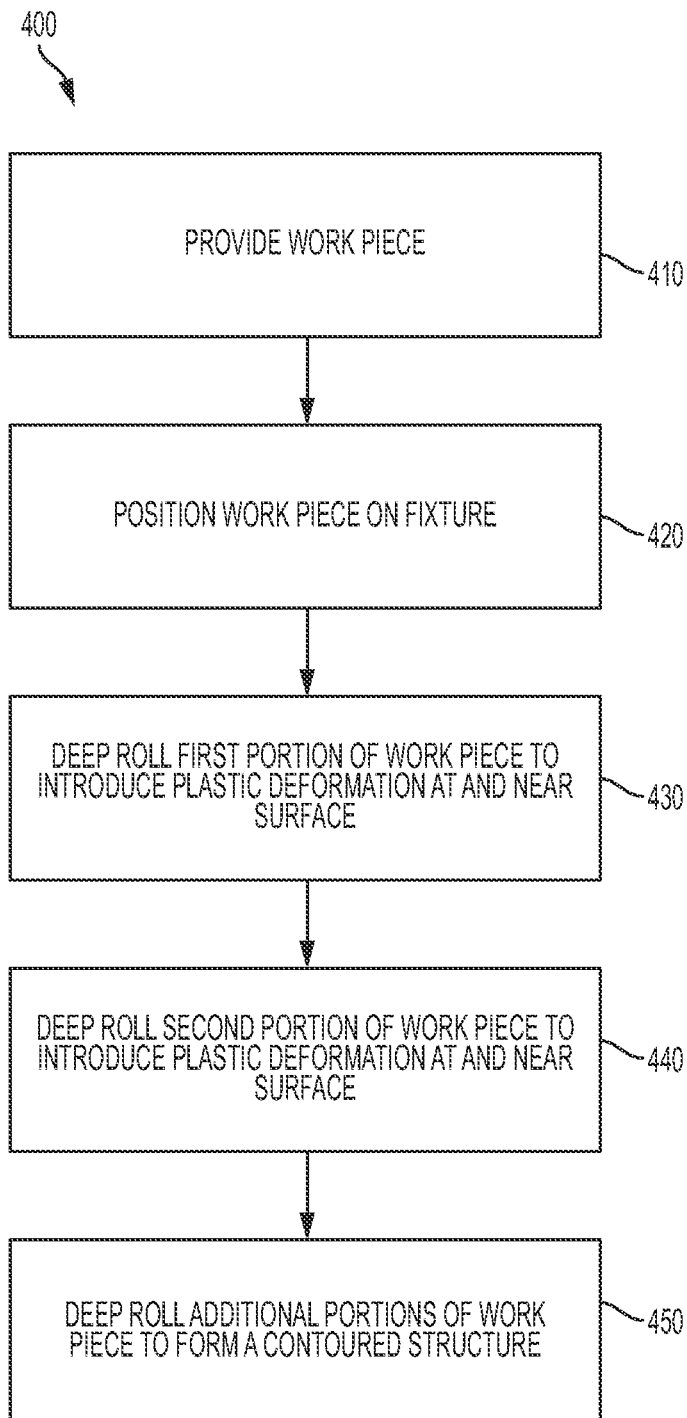 400
PROVIDE WORK PIECE
410
POSITION WORK PIECE ON FIXTURE
420
DEEP ROLL FIRST PORTION OF WORK PIECE TO
INTRODUCE PLASTIC DEFORMATION AT AND NEAR
SURFACE
430
DEEP ROLL SECOND PORTION OF WORK PIECE TO
INTRODUCE PLASTIC DEFORMATION AT AND NEAR
SURFACE
440
DEEP ROLL ADDITIONAL PORTIONS OF WORK
PIECE TO FORM A CONTOURED STRUCTURE
450